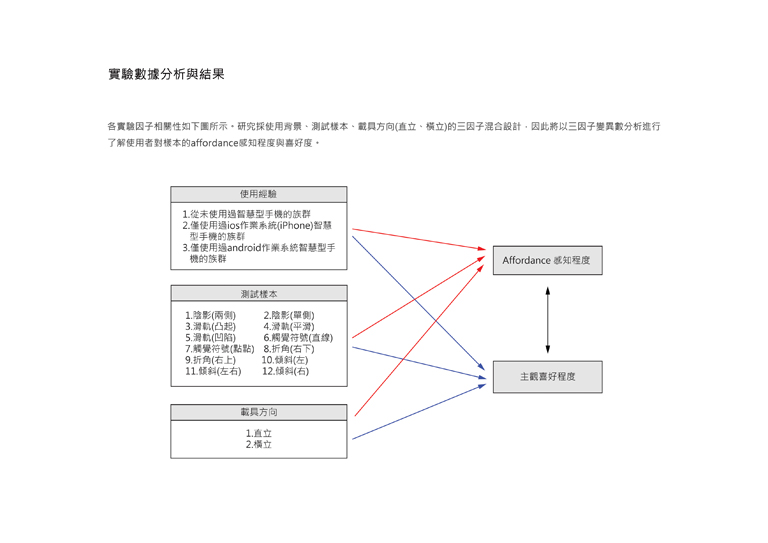 實驗數據分析與結果
各實驗因子相關性如下圖所示。研究採使用背景、測試樣本、載具方向(直立、橫立)的三因子混合設計，因此將以三因子變異數分析進行
了解使用者對樣本的affordance感知程度與喜好度。
使用經驗
1.從未使用過智慧型手機的族群
2.僅使用過ios作業系統(iPhone)智慧
型手機的族群
3.僅使用過android作業系統智慧型手
機的族群
測試樣本
1.陰影(兩側) 2.陰影(單側)
3.滑軌(凸起) 4.滑軌(平滑)
5.滑軌(凹陷) 6.觸覺符號(直線)
7.觸覺符號(點點) 8.折角(右下)
9.折角(右上) 10.傾斜(左)
11.傾斜(左右) 12.傾斜(右)
載具方向
1.直立
2.橫立
Affordance 感知程度
主觀喜好程度